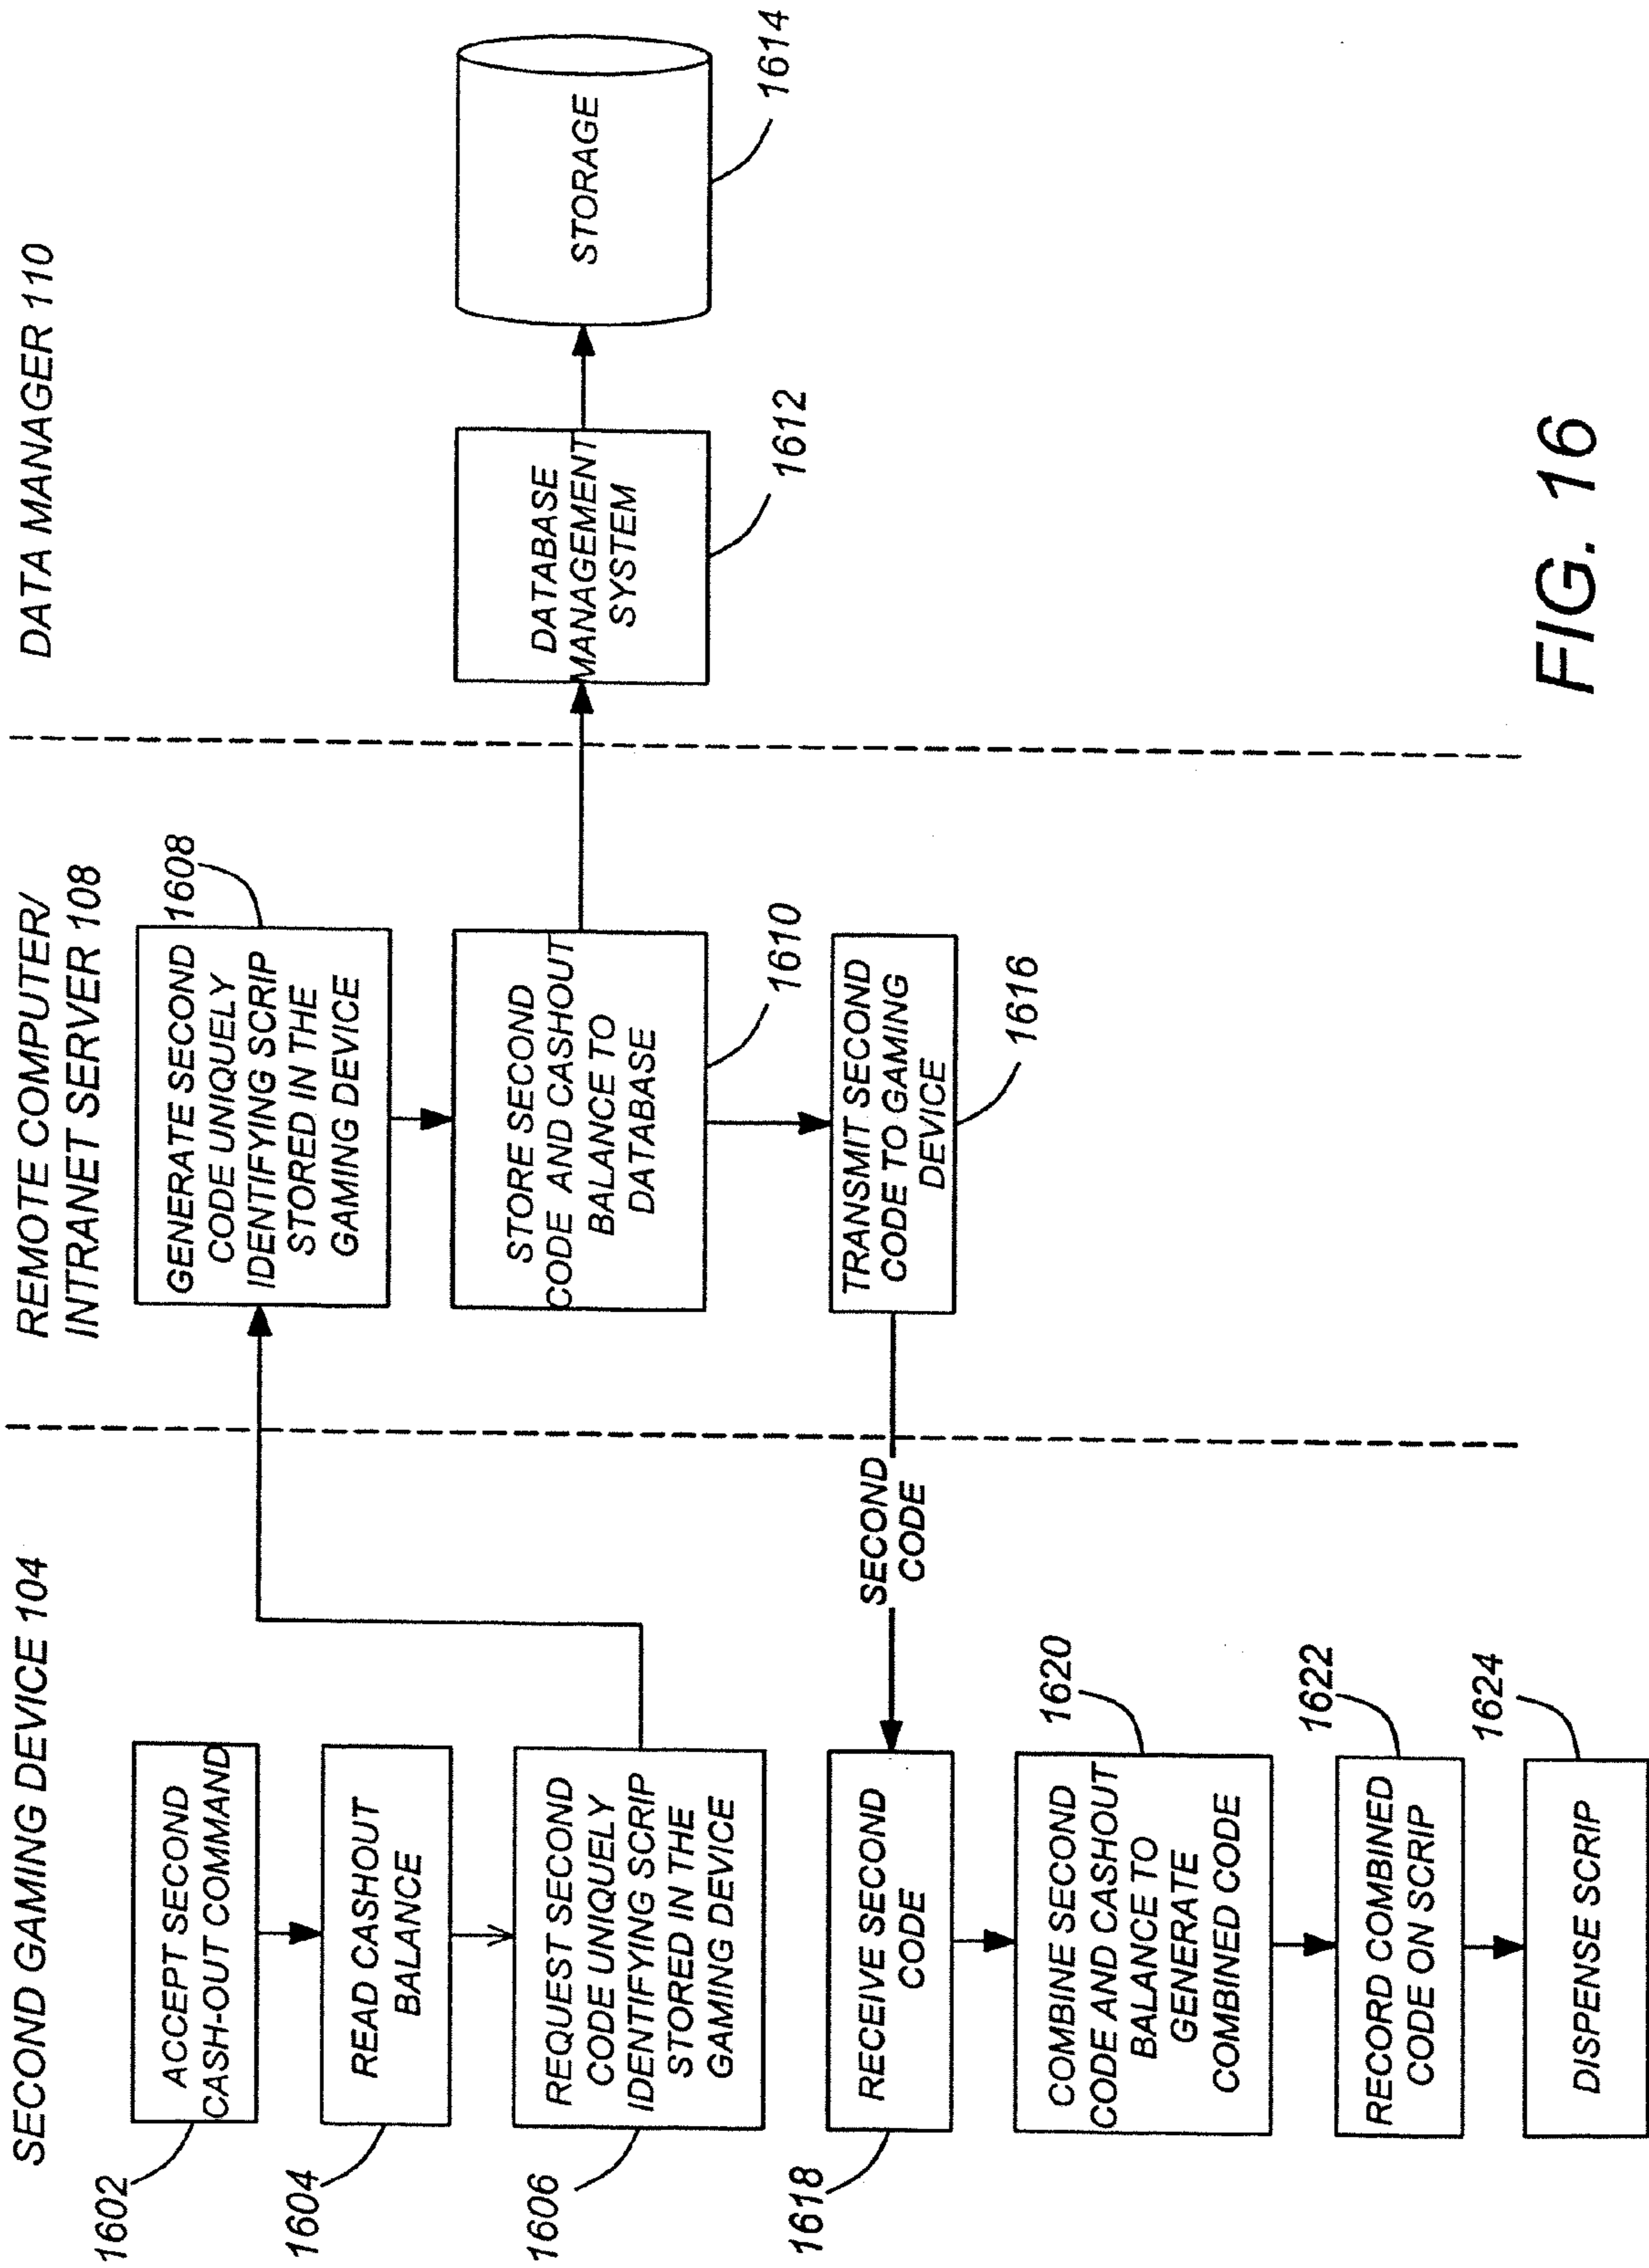 SECOND GAMING DEVICE 104
1602
ACCEPT SECOND
CASH-OUT COMMAND
1604
READ CASHOUT
BALANCE
1606
REQUEST SECOND
CODE UNIQUELY
IDENTIFYING SCRIP
STORED IN THE
GAMING DEVICE
SECOND
CODE
1618
RECEIVE SECOND
CODE
1620
COMBINE SECOND
CODE AND CASHOUT
BALANCE TO
GENERATE
COMBINED CODE
1622
RECORD COMBINED
CODE ON SCRIP
1624
DISPENSE SCRIP
REMOTE COMPUTER/
INTRANET SERVER 108
1608
GENERATE SECOND
CODE UNIQUELY
IDENTIFYING SCRIP
STORED IN THE
GAMING DEVICE
STORE SECOND
CODE AND CASHOUT
BALANCE TO
DATABASE
1610
TRANSMIT SECOND
CODE TO GAMING
DEVICE
1616
DATA MANAGER 110
DATABASE
MANAGEMENT
SYSTEM
1612
STORAGE
1614
FIG. 16